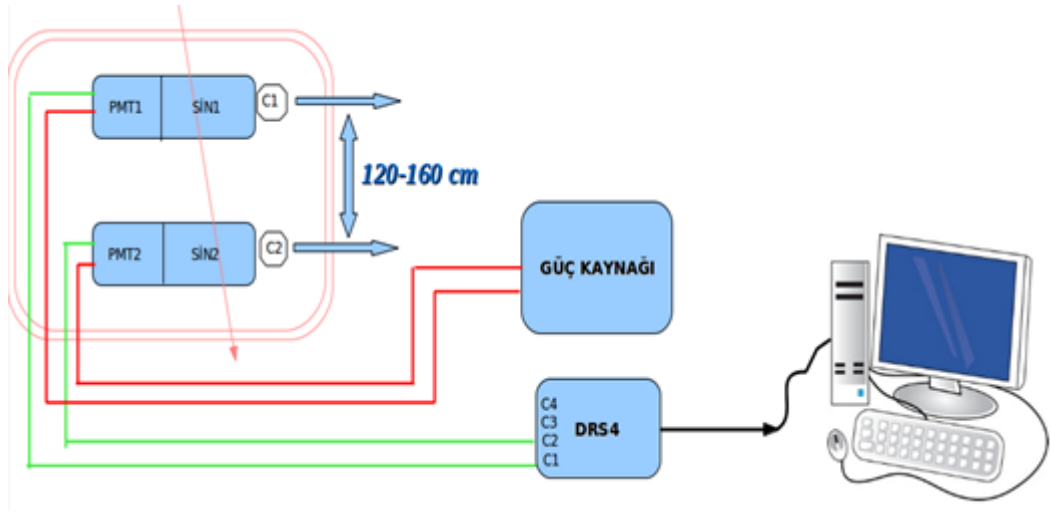 PMT1
SİN1
C1
120-160 cm
PMT2
SİN2
C2
GÜÇ KAYNAĞI
C4
C3
C2
C1
DRS4